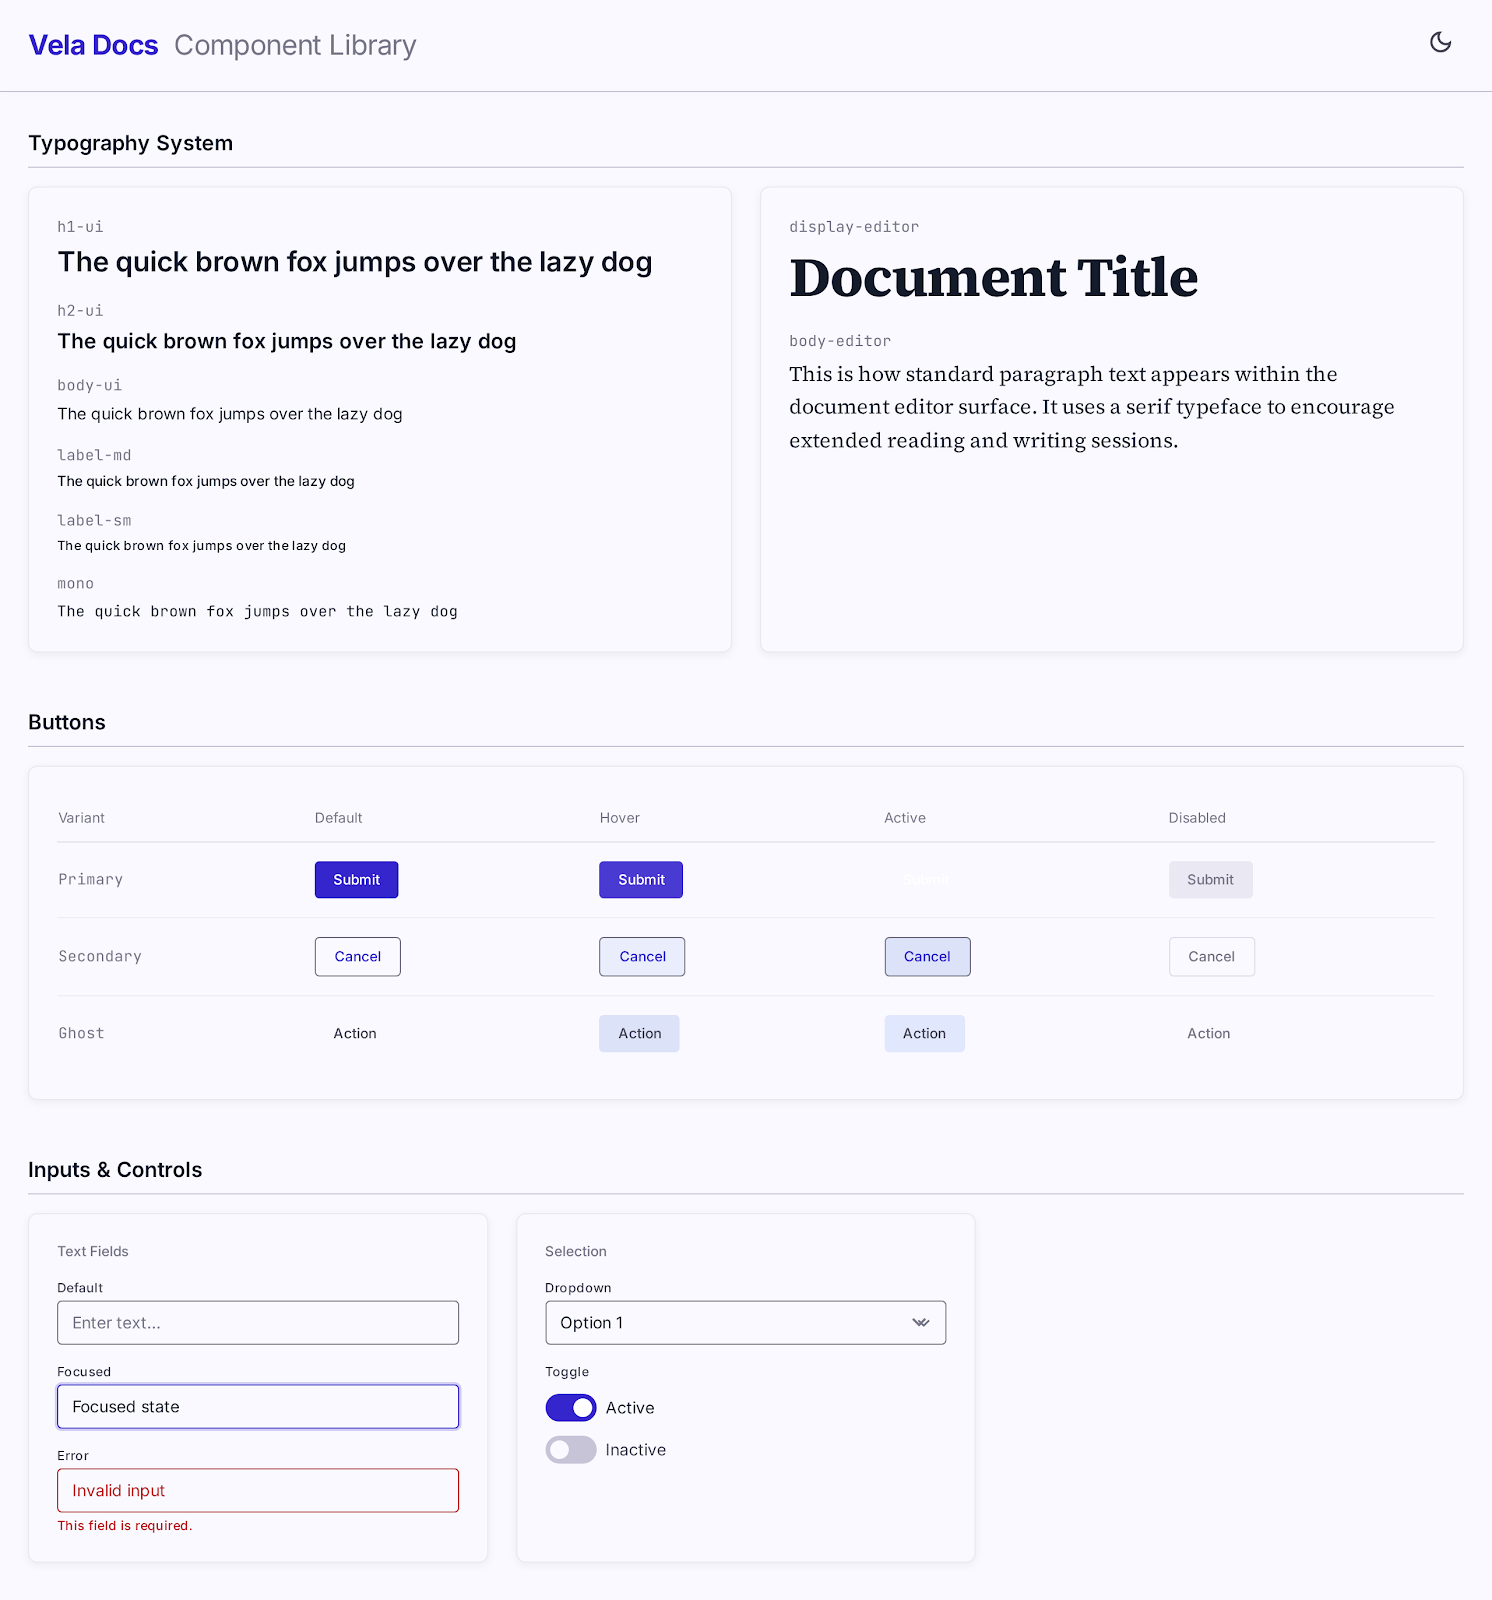 Vela Docs Component Library
Typography System
h1-ui
The quick brown fox jumps over the lazy dog
h2-ui
The quick brown fox jumps over the lazy dog
body-ui
The quick brown fox jumps over the lazy dog
label-md
The quick brown fox jumps over the lazy dog
label-sm
The quick brown fox jumps over the lazy dog
mono
The quick brown fox jumps over the lazy dog
display-editor
Document Title
body-editor
This is how standard paragraph text appears within the
document editor surface. It uses a serif typeface to encourage
extended reading and writing sessions.
Buttons
Variant Default Hover Active Disabled
Primary Submit Submit Submit Submit
Secondary Cancel Cancel Cancel Cancel
Ghost Action Action Action Action
Inputs & Controls
Text Fields
Default
Enter text...
Focused
Focused state
Error
Invalid input
This field is required.
Selection
Dropdown
Option 1
Toggle
Active
Inactive